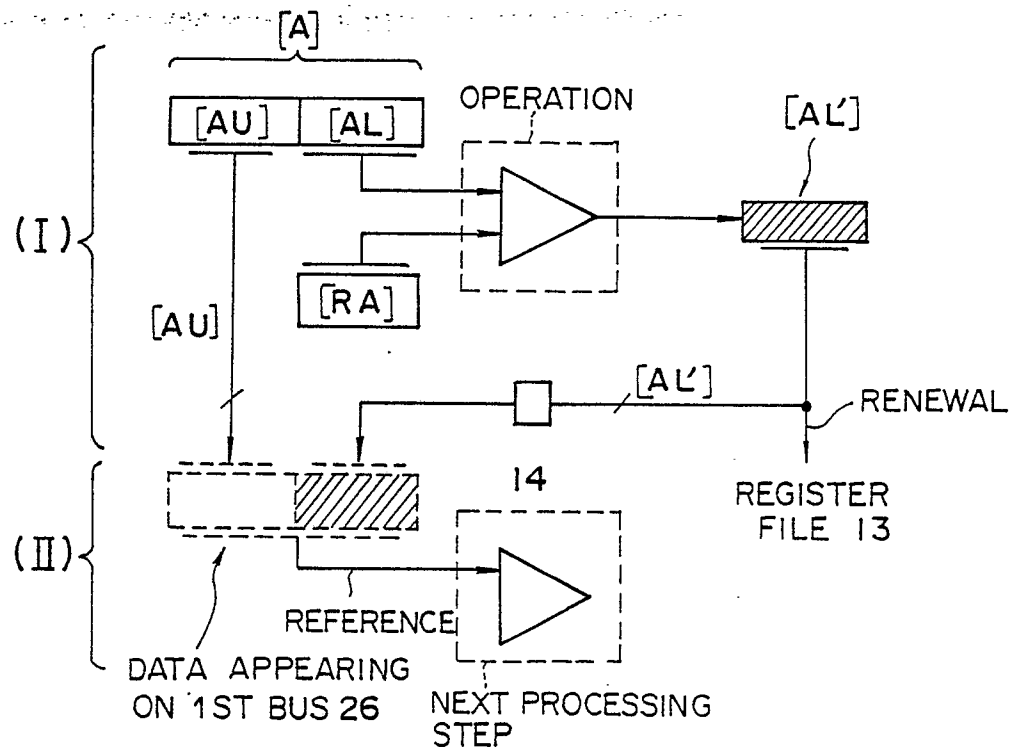 [A]
[AU] [AL]
OPERATION
[AL']
(I)
[RA]
[AU]
[AL']
RENEWAL
14
REGISTER
FILE 13
(II)
REFERENCE
DATA APPEARING
ON 1ST BUS 26
NEXT PROCESSING
STEP